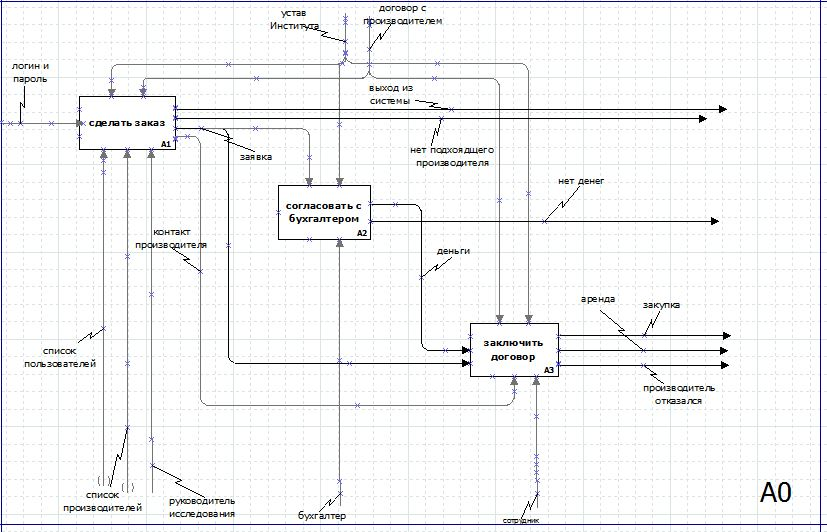 устав
Института
договор с
производителем
логин и
пароль
выход из
системы
сделать заказ
A1
нет подхоящего
производителя
заявка
нет денег
согласовать с
бухгалтером
A2
контакт
производителя
деньги
аренда
закупка
заключить
договор
A3
список
пользователей
производитель
отказался
список
производителей
руководитель
исследования
бухгалтер
сотрудник
A0